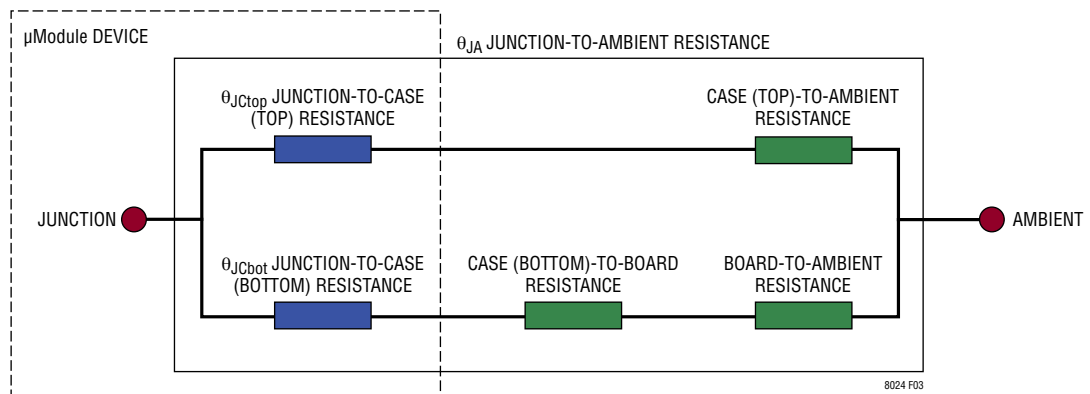 µModule DEVICE
θJA JUNCTION-TO-AMBIENT RESISTANCE
θJCtop JUNCTION-TO-CASE
(TOP) RESISTANCE
CASE (TOP)-TO-AMBIENT
RESISTANCE
JUNCTION
AMBIENT
θJCbot JUNCTION-TO-CASE
(BOTTOM) RESISTANCE
CASE (BOTTOM)-TO-BOARD
RESISTANCE
BOARD-TO-AMBIENT
RESISTANCE
8024 F03